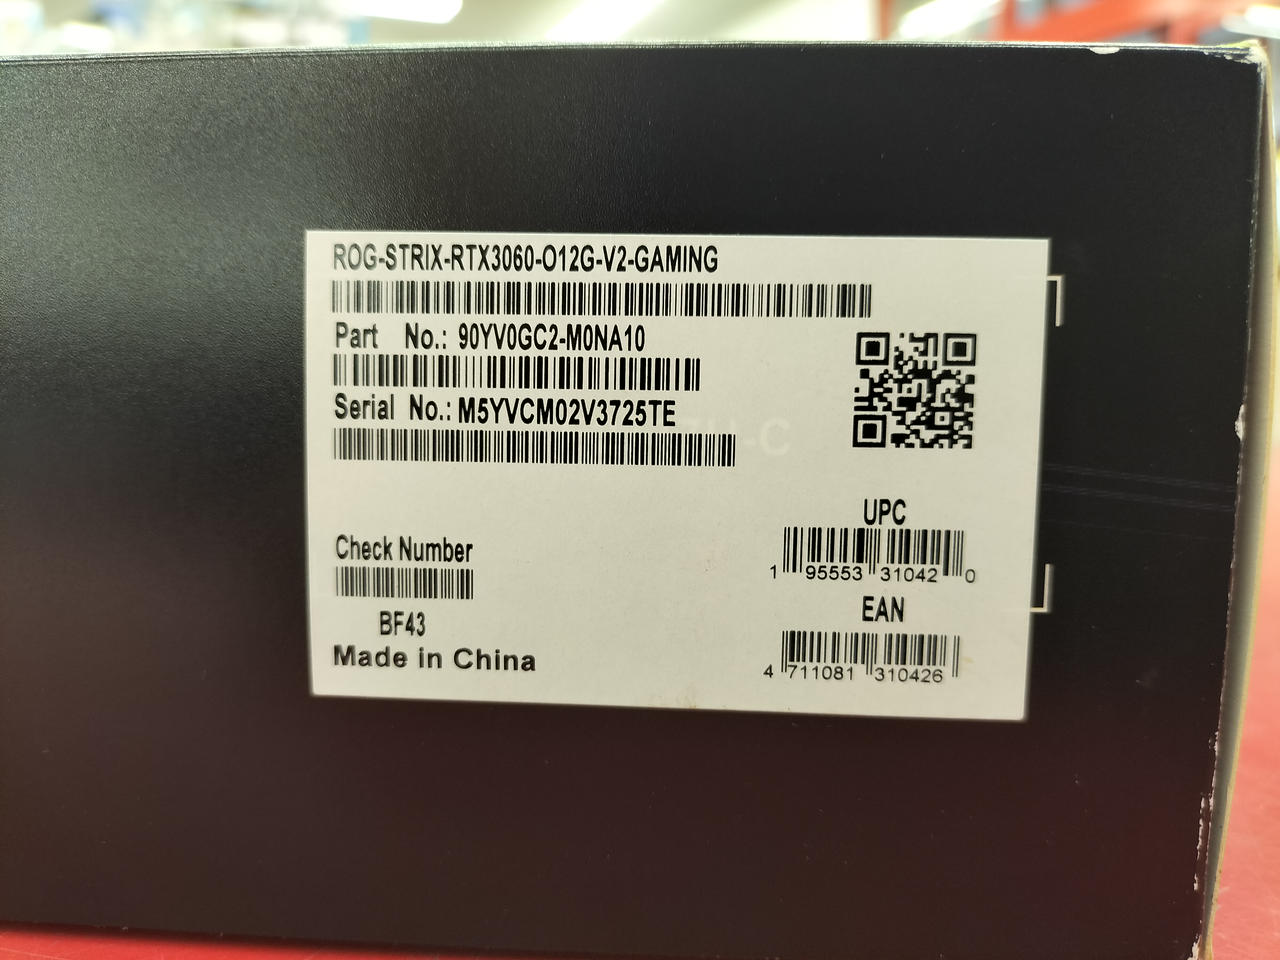 ROG-STRIX-RTX3060-O12G-V2-GAMING
Part No.: 90YV0GC2-M0NA10
Serial No.: M5YVCM02V3725TE
UPC
1 95553 31042 0
Check Number
BF43
Made in China
EAN
4 711081 310426